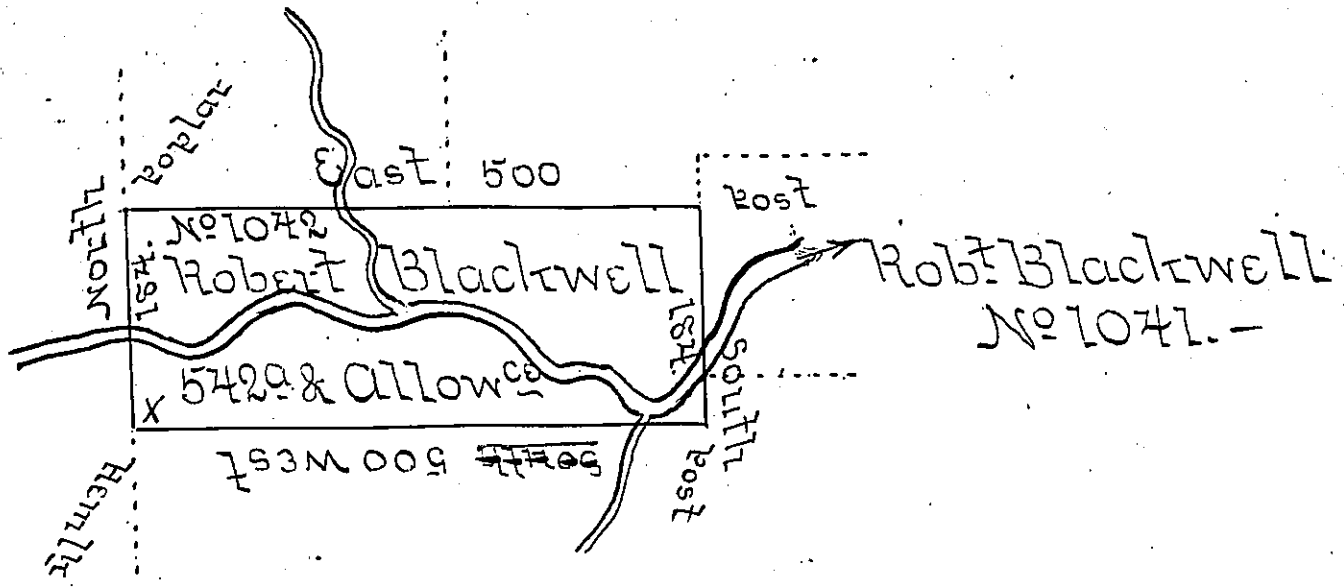 Poplar
East 500
Post
North
184.
Nº 1042
Robert Blackwell
Robt Blackwell
Nº 1041.-
184
South
542a & Allowce
X
South 500 West
Post